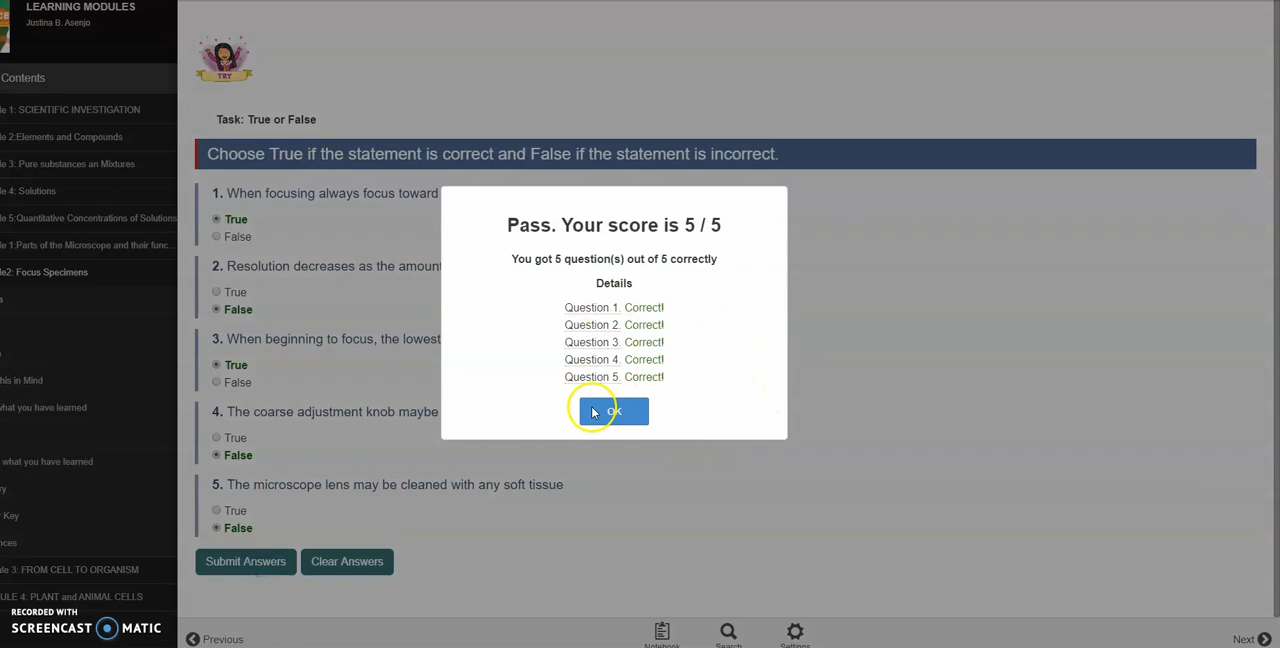 LEARNING MODULES
Justina B. Asenjo
Contents
le 1: SCIENTIFIC INVESTIGATION
le 2:Elements and Compounds
le 3: Pure substances an Mixtures
le 4: Solutions
le 5:Quantitative Concentrations of Solutions
le 1:Parts of the Microscope and their func...
le2: Focus Specimens
s
his in Mind
what you have learned
what you have learned
ry
r Key
nces
le 3: FROM CELL TO ORGANISM
ULE 4: PLANT and ANIMAL CELLS
RECORDED WITH
SCREENCAST MATIC
TRY
Task: True or False
Choose True if the statement is correct and False if the statement is incorrect.
1. When focusing always focus toward
True
False
2. Resolution decreases as the amount
True
False
3. When beginning to focus, the lowest
True
False
4. The coarse adjustment knob maybe
True
False
5. The microscope lens may be cleaned with any soft tissue
True
False
Submit Answers Clear Answers
Pass. Your score is 5 / 5
You got 5 question(s) out of 5 correctly
Details
Question 1. Correct!
Question 2. Correct!
Question 3. Correct!
Question 4. Correct!
Question 5. Correct!
OK
Previous
Notebook
Search
Settings
Next